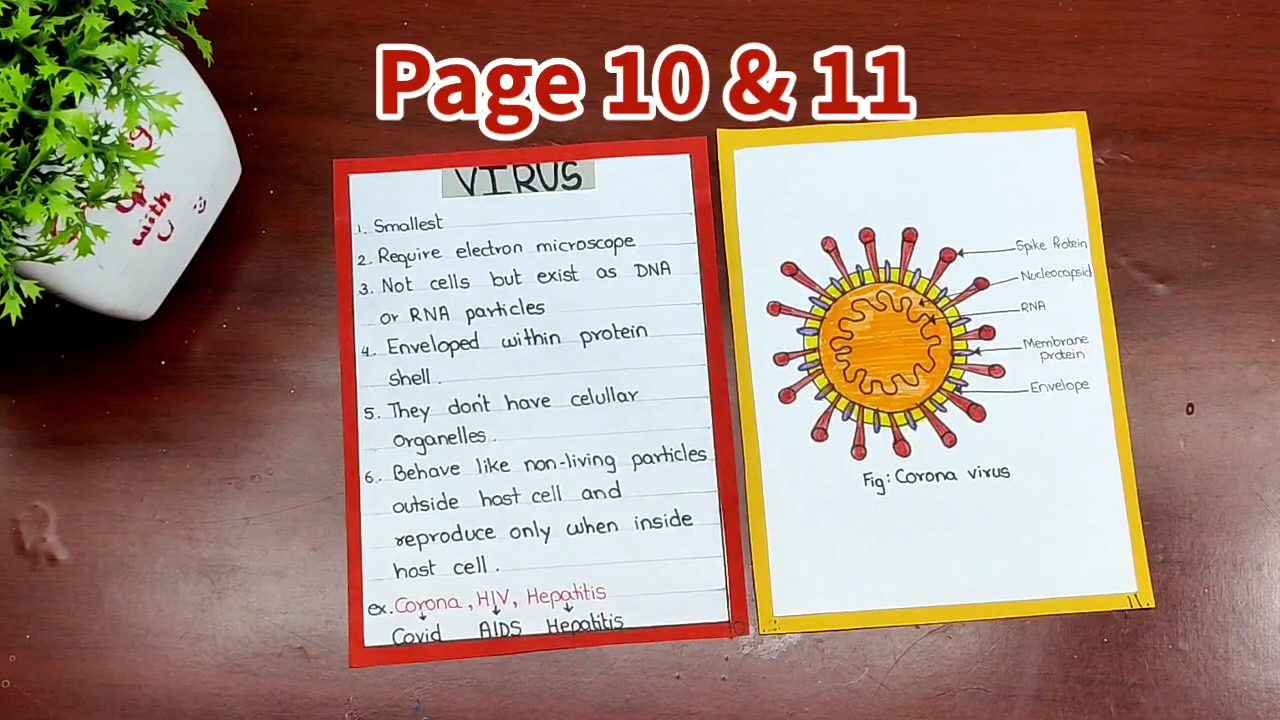 Page 10 & 11
VIRUS
1. Smallest
2. Require electron microscope
3. Not cells but exist as DNA
or RNA particles
4. Enveloped within protein
shell.
5. They don't have celullar
organelles.
6. Behave like non-living particles
outside host cell and
reproduce only when inside
host cell.
ex. Corona, HIV, Hepatitis
Covid AIDS Hepatitis
10
Spike Protein
Nucleocapsid
RNA
Membrane
protein
Envelope
Fig: Corona virus
11.
with